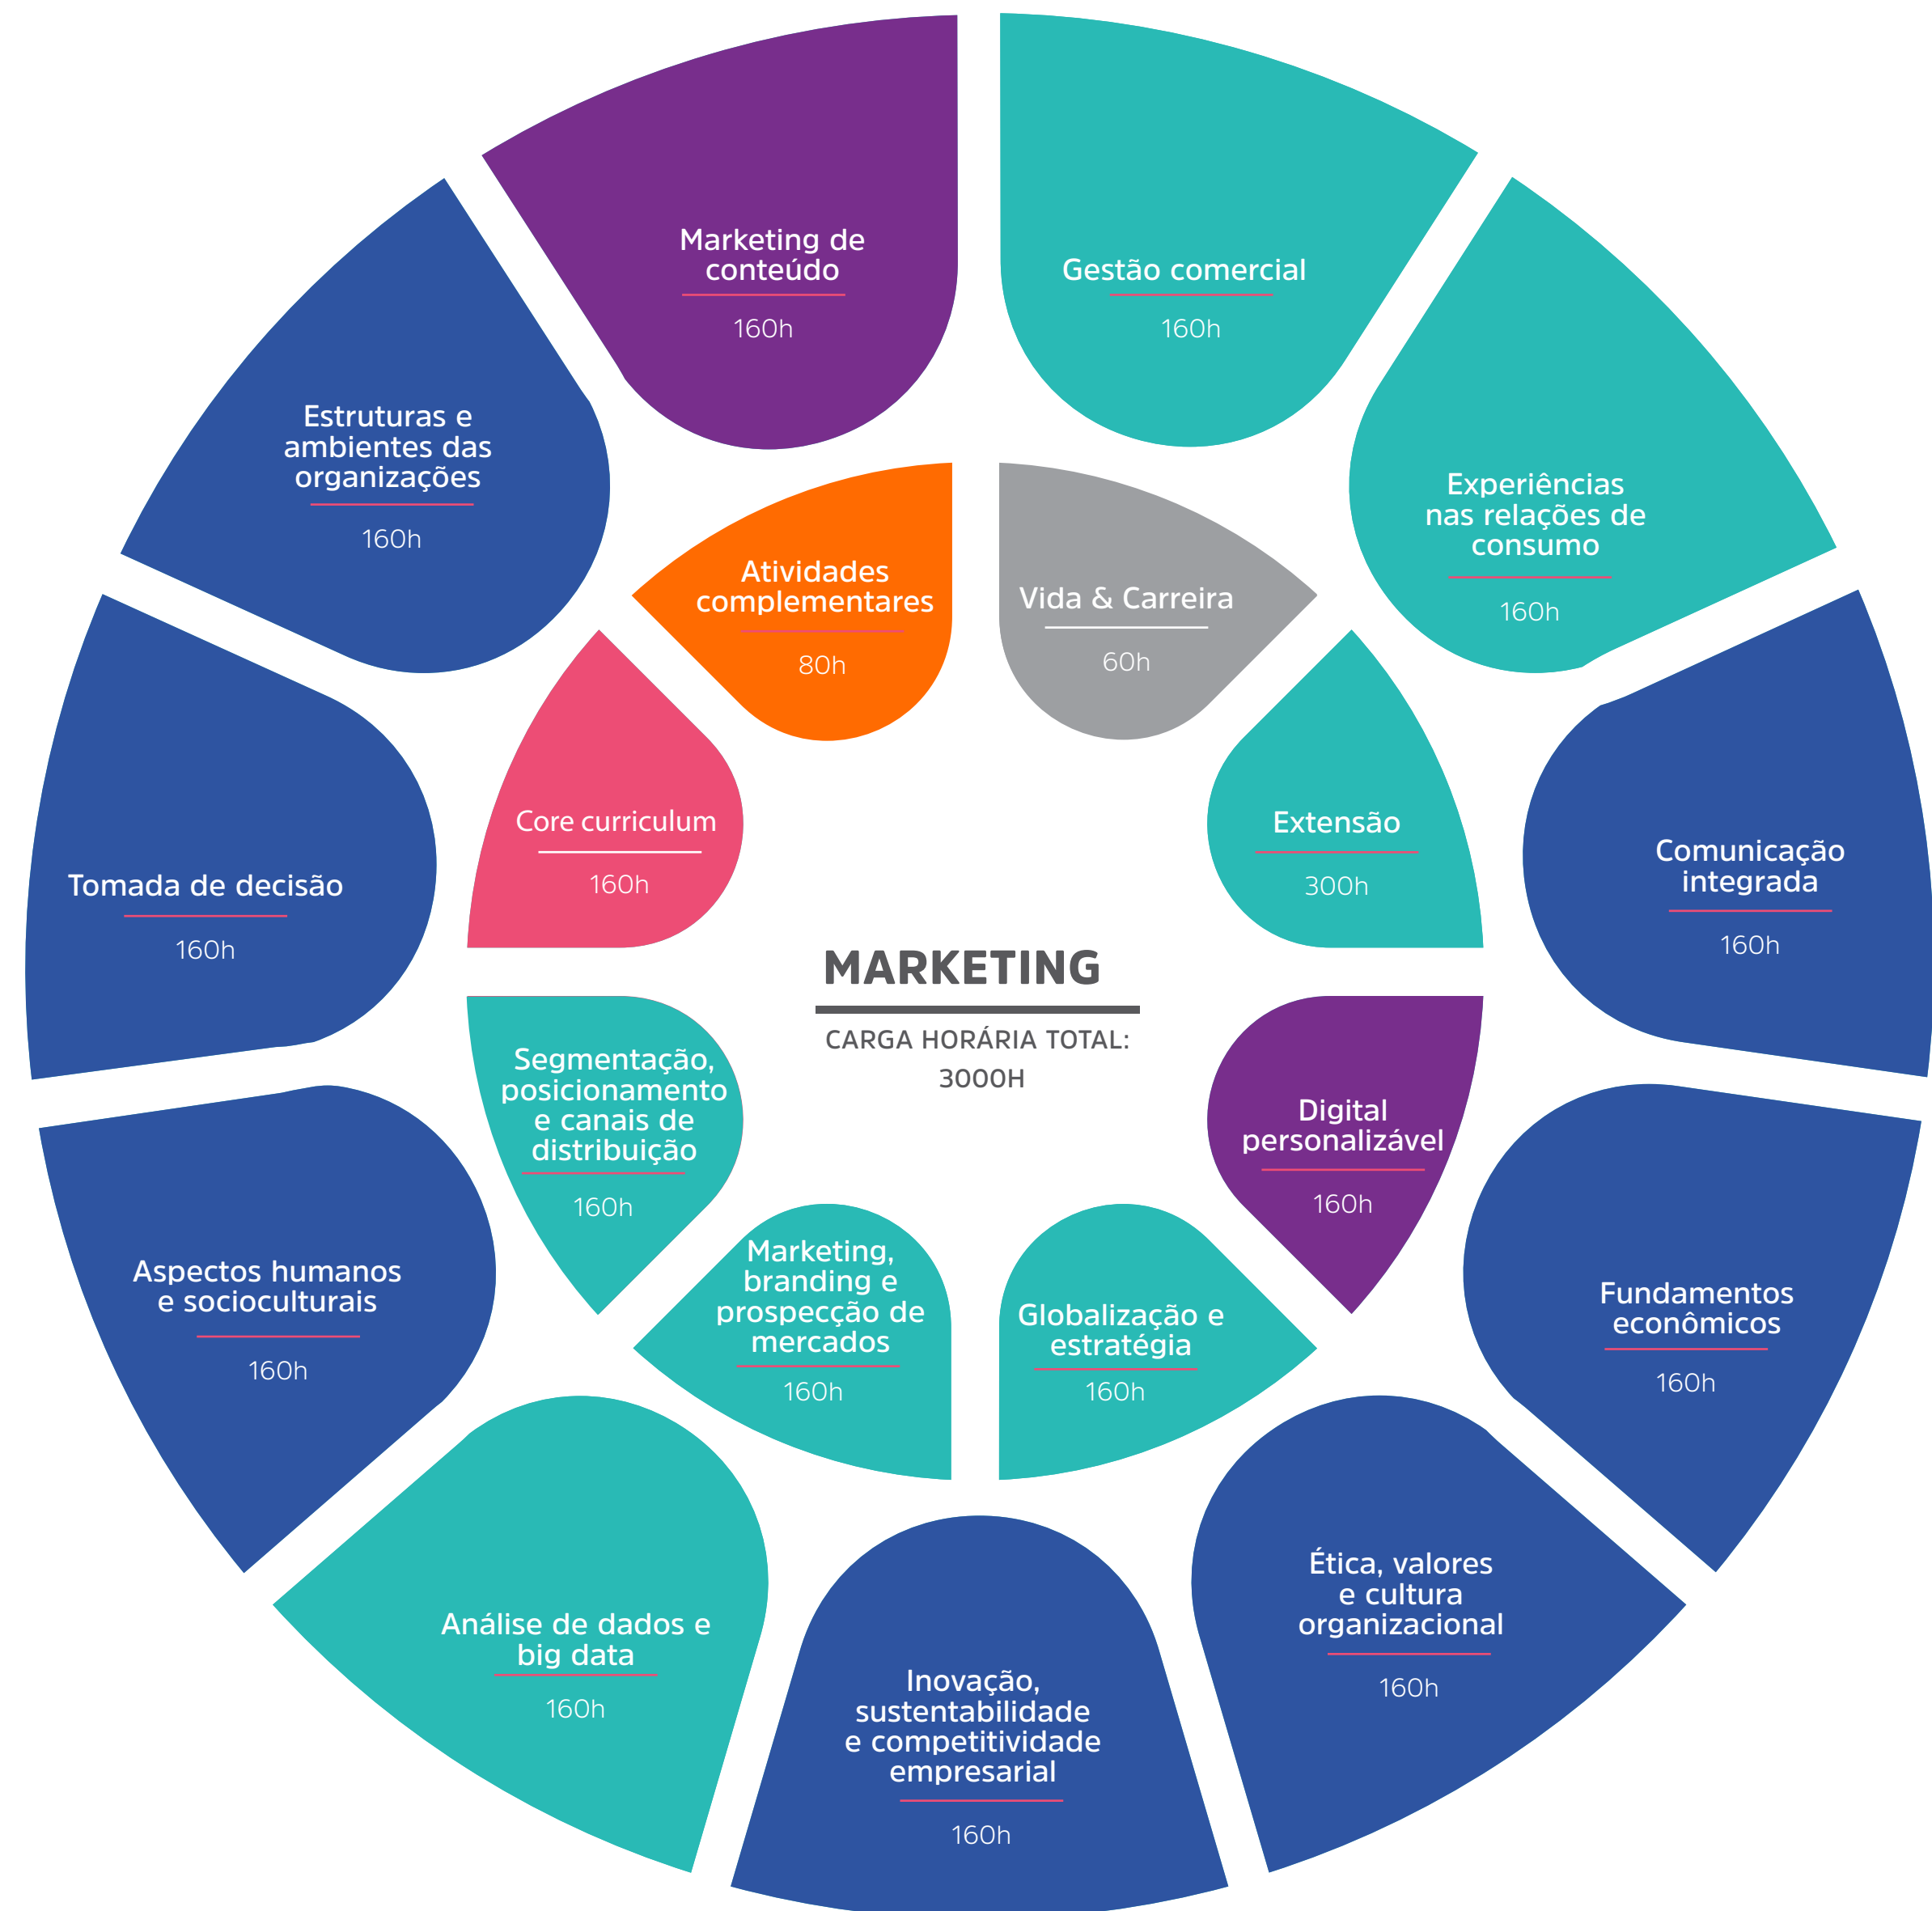 Marketing de
conteúdo
160h
Gestão comercial
160h
Estruturas e
ambientes das
organizações
160h
Experiências
nas relações de
consumo
160h
Atividades
complementares
80h
Vida & Carreira
60h
Core curriculum
160h
Extensão
300h
Tomada de decisão
160h
Comunicação
integrada
160h
MARKETING
CARGA HORÁRIA TOTAL:
3000H
Segmentação,
posicionamento
e canais de
distribuição
160h
Digital
personalizável
160h
Aspectos humanos
e socioculturais
160h
Marketing,
branding e
prospecção de
mercados
160h
Globalização e
estratégia
160h
Fundamentos
econômicos
160h
Análise de dados e
big data
160h
Inovação,
sustentabilidade
e competitividade
empresarial
160h
Ética, valores
e cultura
organizacional
160h